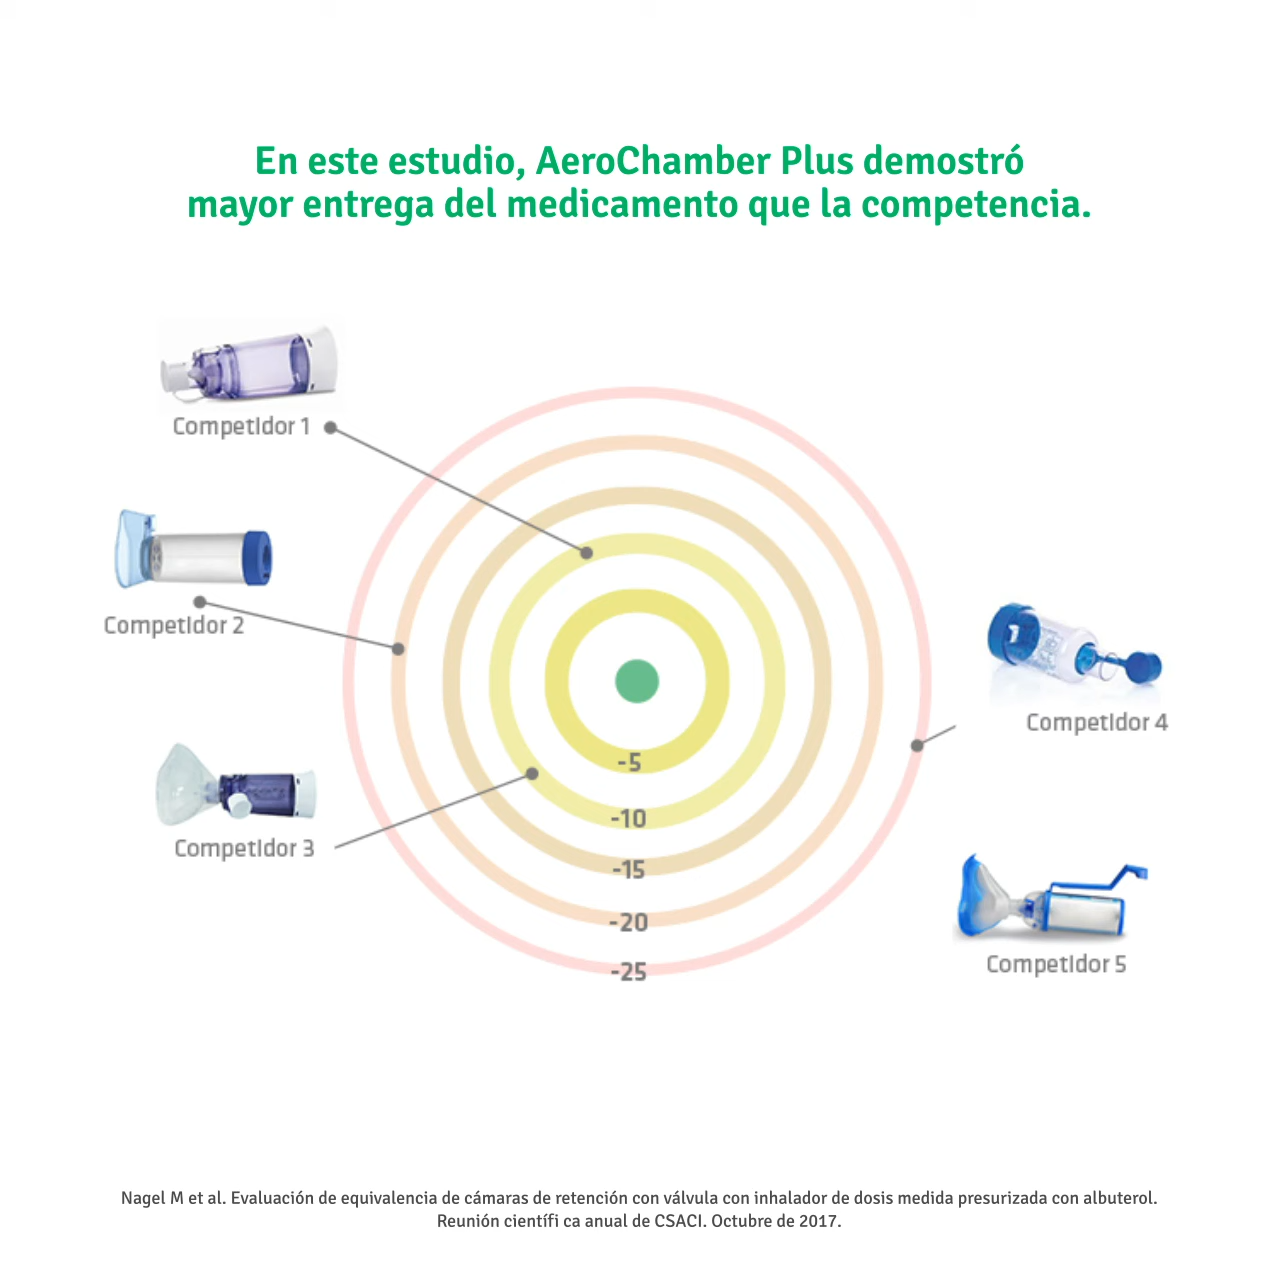 En este estudio, AeroChamber Plus demostró
mayor entrega del medicamento que la competencia.
Competidor 1
Competidor 2
Competidor 3
Competidor 4
Competidor 5
-5
-10
-15
-20
-25
Nagel M et al. Evaluación de equivalencia de cámaras de retención con válvula con inhalador de dosis medida presurizada con albuterol.
Reunión científi ca anual de CSACI. Octubre de 2017.